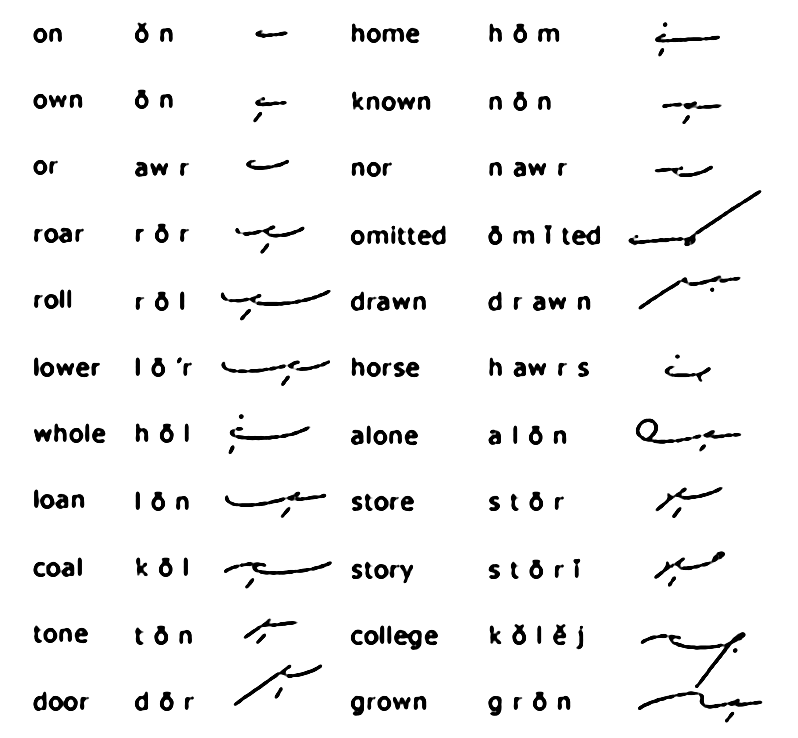 on ŏ n home h ō m
own ō n known n ō n
or aw r nor n aw r
roar r ō r omitted ō m ĭ ted
roll r ō l drawn d r aw n
lower l ō ′r horse h aw r s
whole h ō l alone a l ō n
loan l ō n store s t ō r
coal k ō l story s t ō r ĭ
tone t ō n college k ŏ l ĕ j
door d ō r grown g r ō n